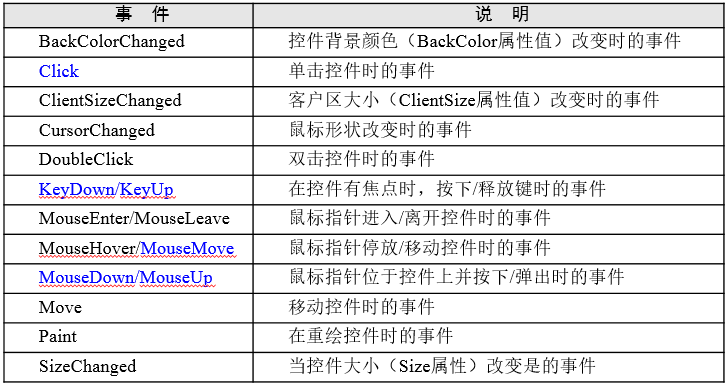 事 件 说 明
BackColorChanged 控件背景颜色（BackColor属性值）改变时的事件
Click 单击控件时的事件
ClientSizeChanged 客户区大小（ClientSize属性值）改变时的事件
CursorChanged 鼠标形状改变时的事件
DoubleClick 双击控件时的事件
KeyDown/KeyUp 在控件有焦点时，按下/释放键时的事件
MouseEnter/MouseLeave 鼠标指针进入/离开控件时的事件
MouseHover/MouseMove 鼠标指针停放/移动控件时的事件
MouseDown/MouseUp 鼠标指针位于控件上并按下/弹出时的事件
Move 移动控件时的事件
Paint 在重绘控件时的事件
SizeChanged 当控件大小（Size属性）改变是的事件